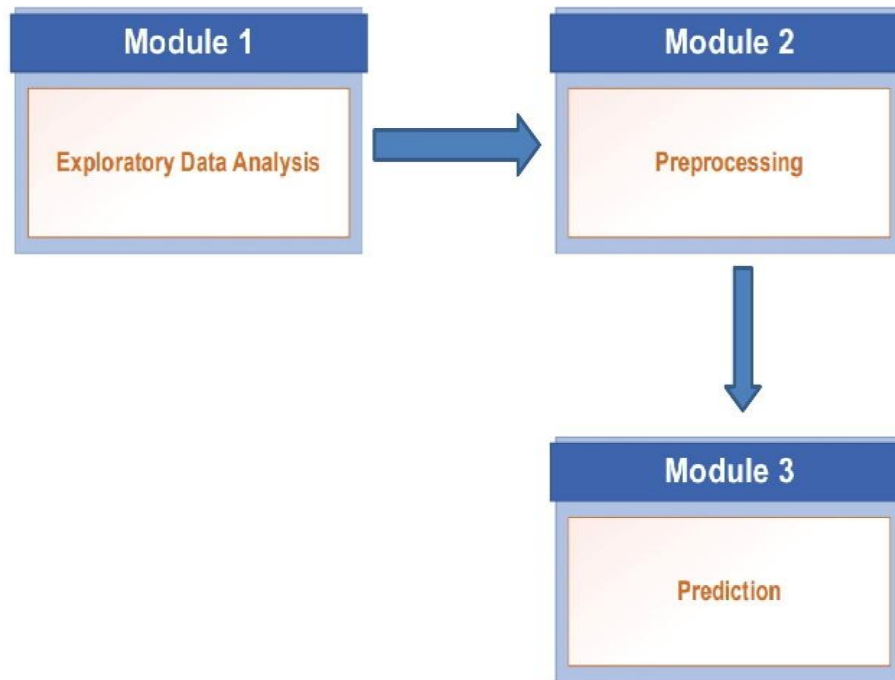 Module 1
Exploratory Data Analysis
Module 2
Preprocessing
Module 3
Prediction